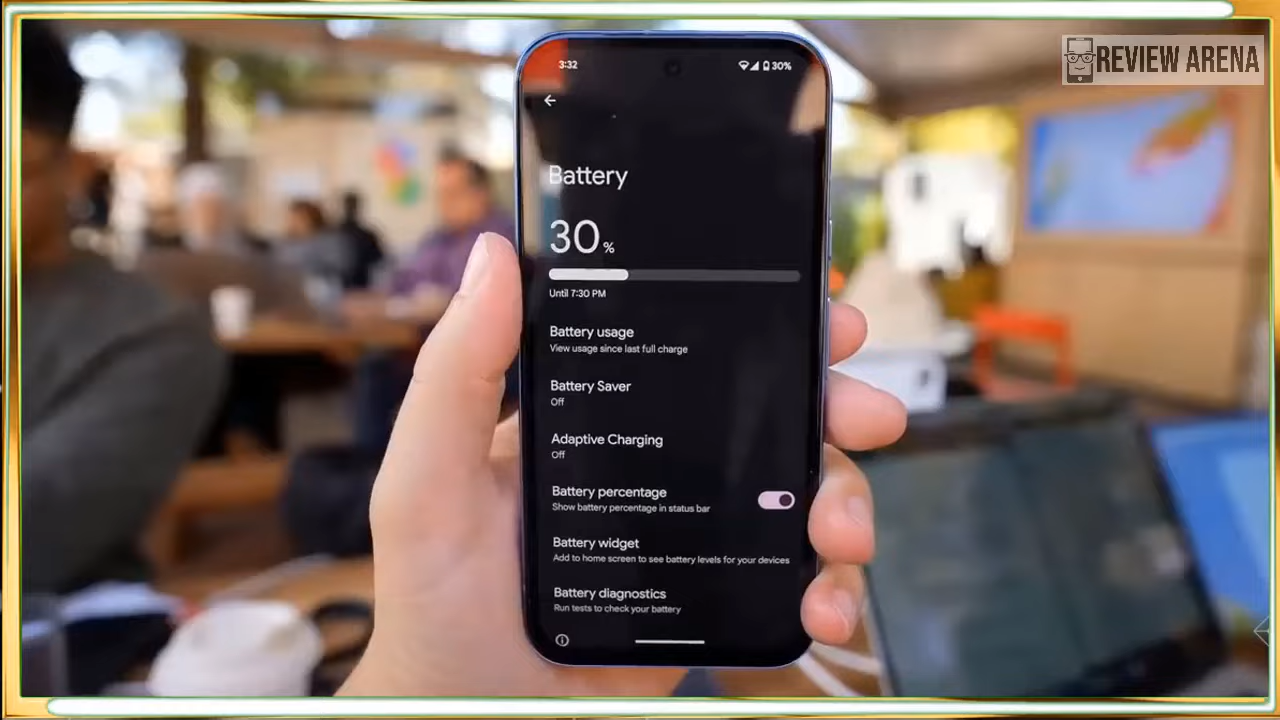 REVIEW ARENA
3:32 30%
Battery
30%
Until 7:30 PM
Battery usage
View usage since last full charge
Battery Saver
Off
Adaptive Charging
Off
Battery percentage
Show battery percentage in status bar
Battery widget
Add to home screen to see battery levels for your devices
Battery diagnostics
Run tests to check your battery